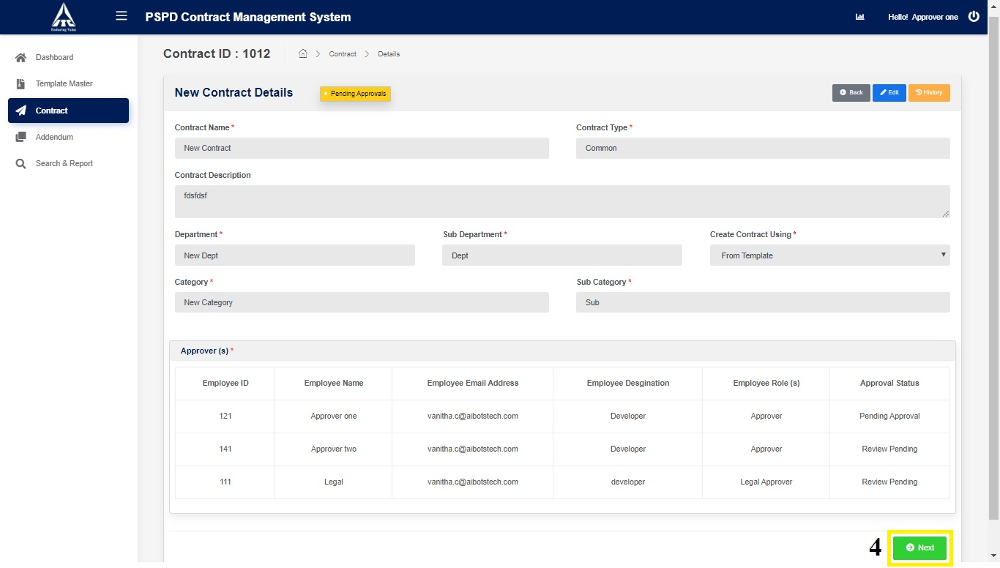 PSPD Contract Management System
Hello! Approver one
Enduring Value
Dashboard
Template Master
Contract
Addendum
Search & Report
Contract ID : 1012
Contract
Details
New Contract Details
Pending Approvals
Back
Edit
History
Contract Name *
Contract Type *
New Contract
Common
Contract Description
fdsfdsf
Department *
Sub Department *
Create Contract Using *
New Dept
Dept
From Template
Category *
Sub Category *
New Category
Sub
Approver (s) *
Employee ID Employee Name Employee Email Address Employee Desgination Employee Role (s) Approval Status
121 Approver one vanitha.c@aibotstech.com Developer Approver Pending Approval
141 Approver two vanitha.c@aibotstech.com Developer Approver Review Pending
111 Legal vanitha.c@aibotstech.com developer Legal Approver Review Pending
4
Next